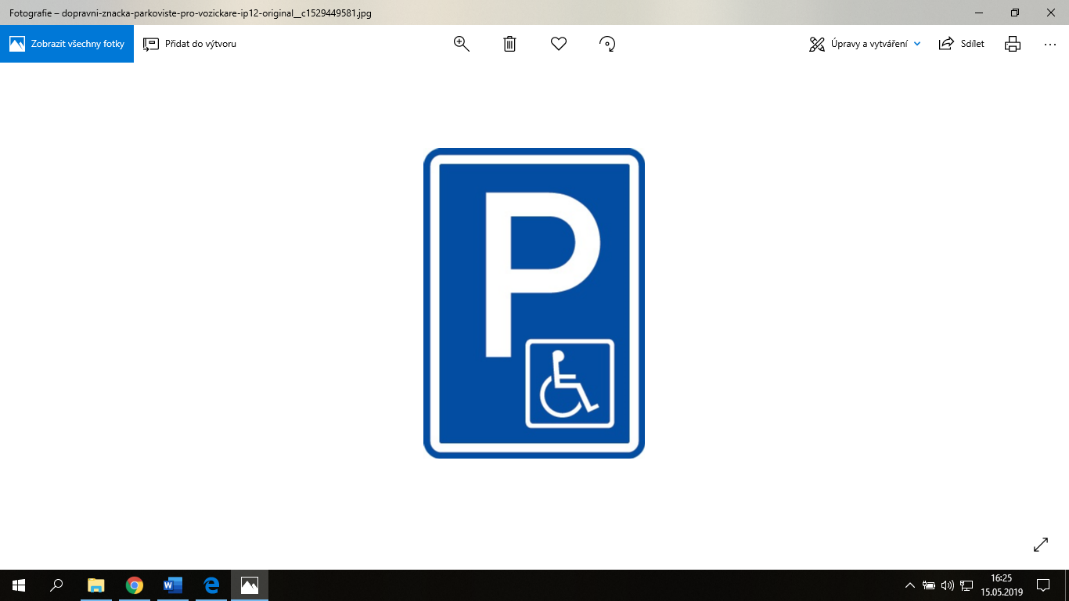 Fotografie – dopravni-znacka-parkoviste-pro-vozickare-ip12-original__c1529449581.jpg
Zobrazit všechny fotky
Přidat do výtvoru
Úpravy a vytváření
Sdílet
P
16:25
15.05.2019